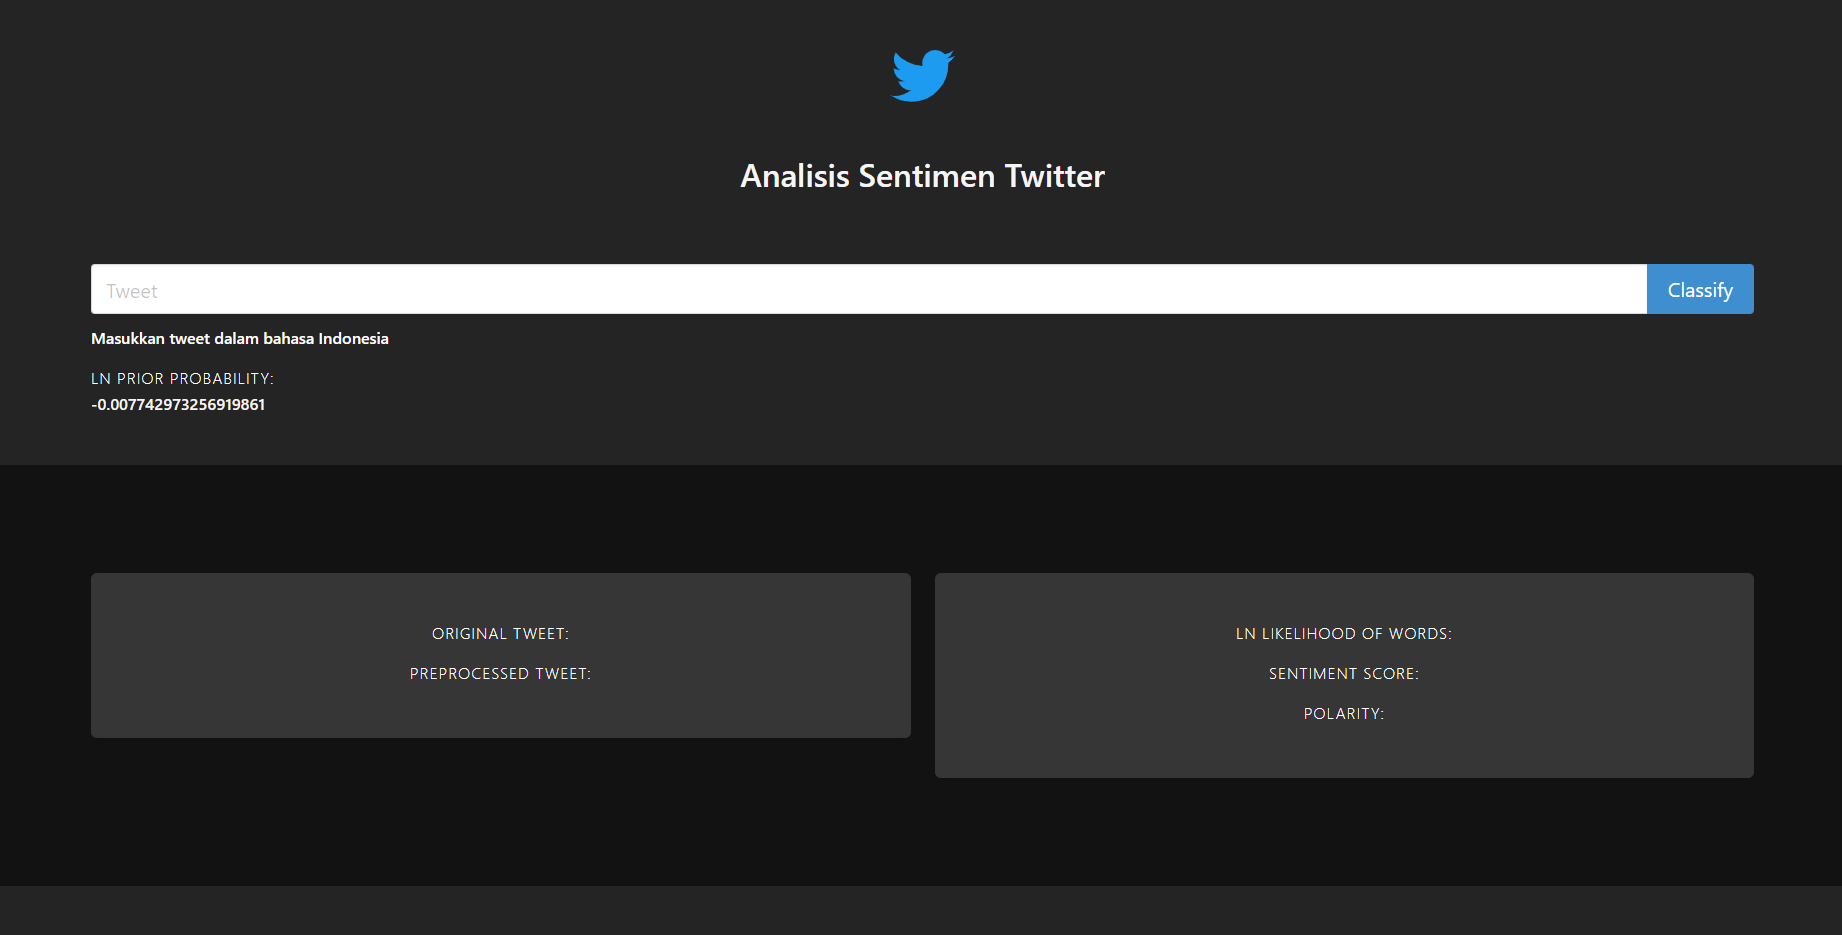 Analisis Sentimen Twitter
Tweet
Classify
Masukkan tweet dalam bahasa Indonesia
LN PRIOR PROBABILITY:
-0.007742973256919861
ORIGINAL TWEET:
PREPROCESSED TWEET:
LN LIKELIHOOD OF WORDS:
SENTIMENT SCORE:
POLARITY: